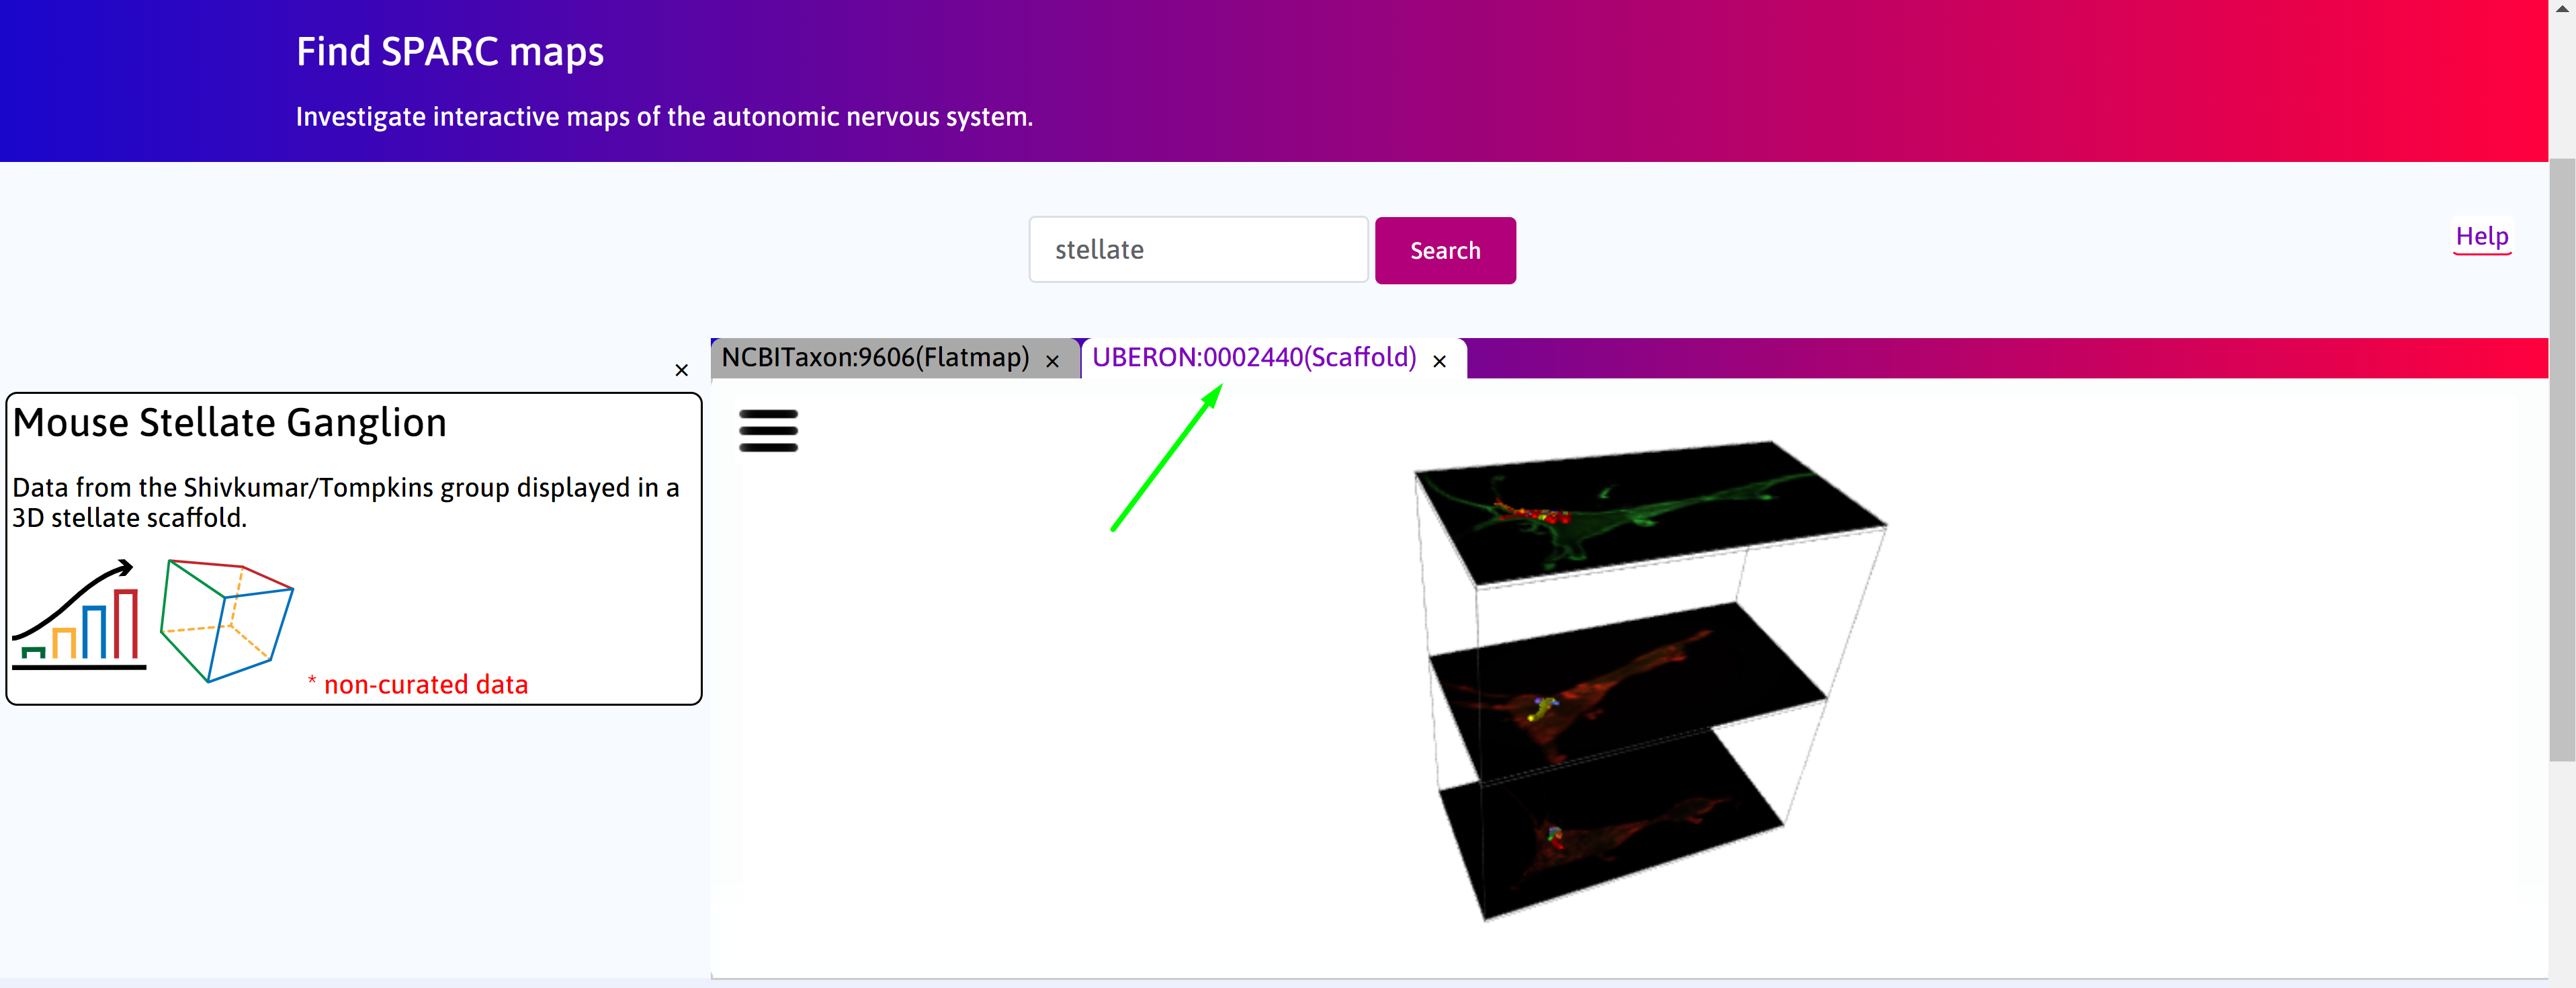 Find SPARC maps
Investigate interactive maps of the autonomic nervous system.
stellate
Search
Help
×
NCBITaxon:9606(Flatmap) ×
UBERON:0002440(Scaffold) ×
Mouse Stellate Ganglion
Data from the Shivkumar/Tompkins group displayed in a
3D stellate scaffold.
* non-curated data